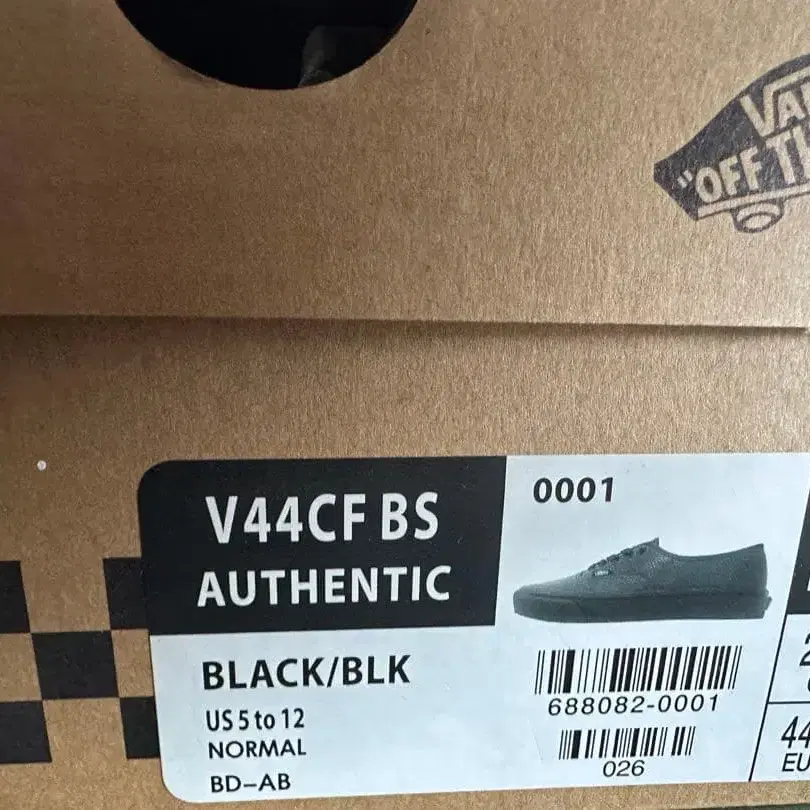 VAN
"OFF TH
V44CF BS
AUTHENTIC
0001
BLACK/BLK
US 5 to 12
NORMAL
BD-AB
688082-0001
026
44
EU